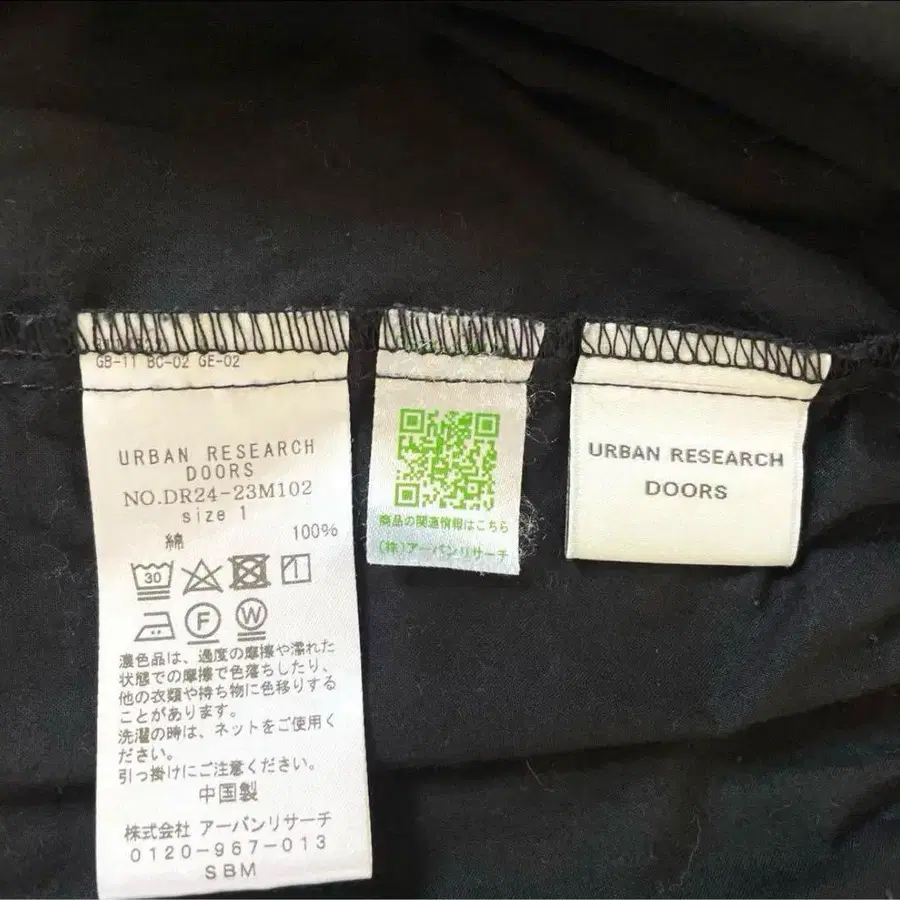 GB-11 BC-02 GE-02
URBAN RESEARCH
DOORS
NO.DR24-23M102
size 1
綿 100%
30
F W
濃色品は、過度の摩擦や濡れた
状態での摩擦で色落ちしたり、
他の衣類や持ち物に色移りする
ことがあります。
洗濯の時は、ネットをご使用く
ださい。
引っ掛けにご注意ください。
中国製
株式会社 アーバンリサーチ
0120-967-013
SBM
商品の関連情報はこちら
(株)アーバンリサーチ
URBAN RESEARCH
DOORS